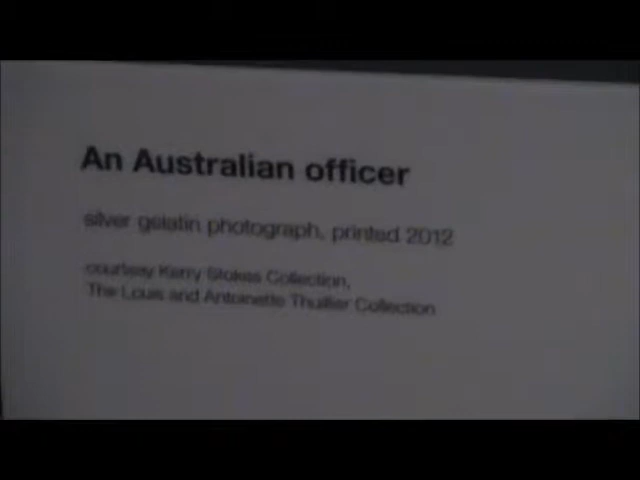 An Australian officer
silver gelatin photograph, printed 2012
courtesy Kerry Stokes Collection,
The Louis and Antoinette Thuillier Collection